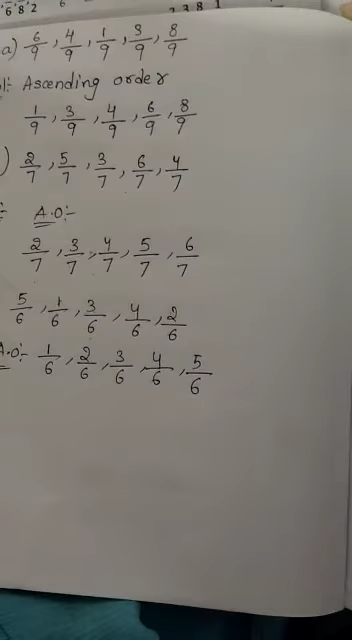 a) 6/9, 4/9, 1/9, 3/9, 8/9
Ascending order
1/9, 3/9, 4/9, 6/9, 8/9
) 2/7, 5/7, 3/7, 6/7, 4/7
A.O:-
2/7, 3/7, 4/7, 5/7, 6/7
5/6, 1/6, 3/6, 4/6, 2/6
A.O:- 1/6, 2/6, 3/6, 4/6, 5/6